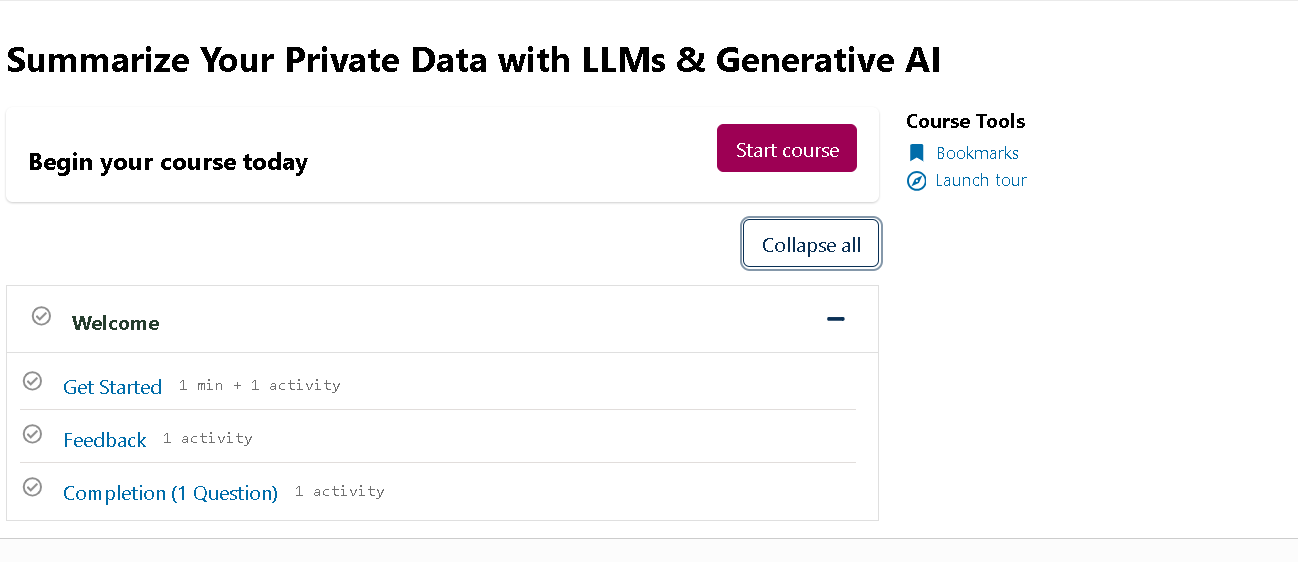 Summarize Your Private Data with LLMs & Generative AI
Begin your course today
Start course
Course Tools
Bookmarks
Launch tour
Collapse all
Welcome
Get Started 1 min + 1 activity
Feedback 1 activity
Completion (1 Question) 1 activity